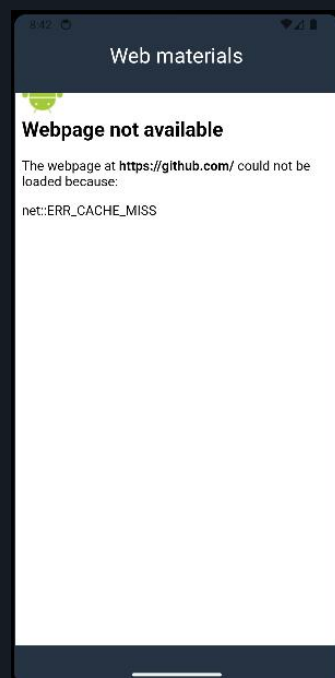 8:42
Web materials
Webpage not available
The webpage at https://github.com/ could not be
loaded because:
net::ERR_CACHE_MISS